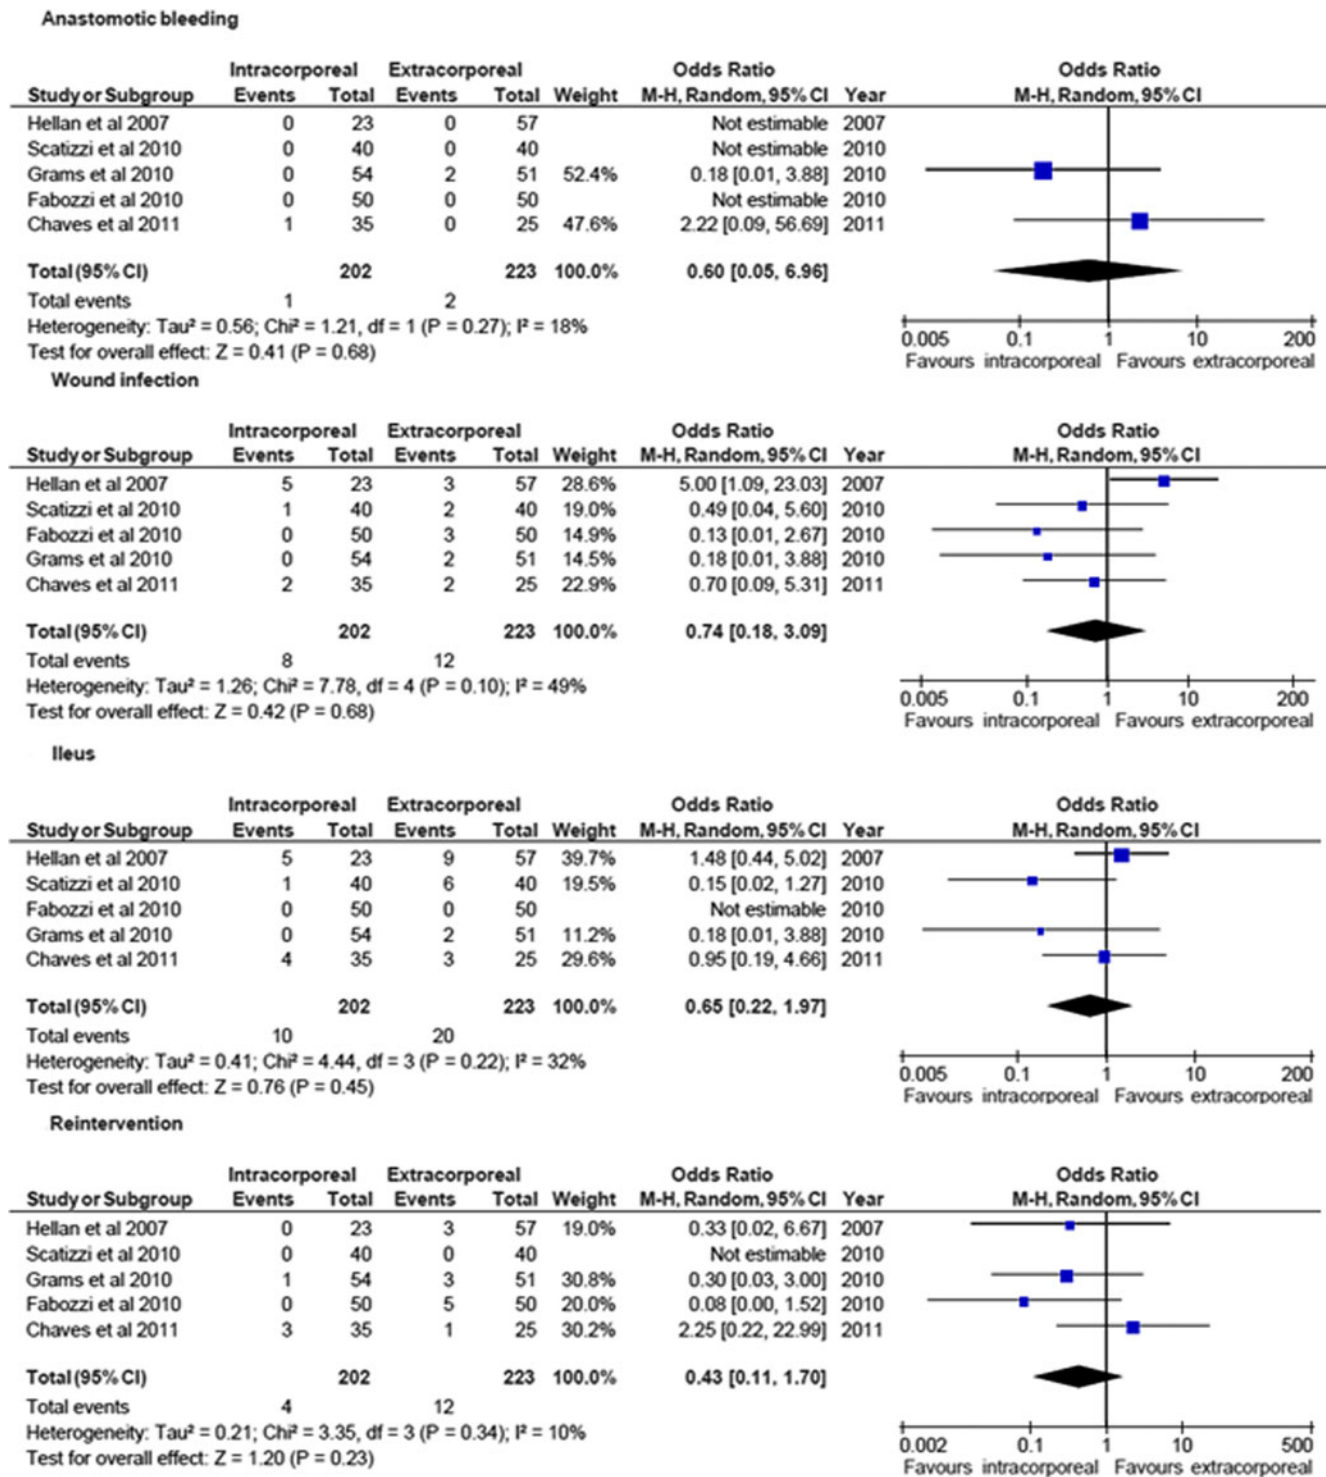 Anastomotic bleeding
Intracorporeal Extracorporeal Odds Ratio Odds Ratio
Study or Subgroup Events Total Events Total Weight M-H, Random, 95% CI Year M-H, Random, 95% CI
Hellan et al 2007 0 23 0 57 Not estimable 2007
Scatizzi et al 2010 0 40 0 40 Not estimable 2010
Grams et al 2010 0 54 2 51 52.4% 0.18 [0.01, 3.88] 2010
Fabozzi et al 2010 0 50 0 50 Not estimable 2010
Chaves et al 2011 1 35 0 25 47.6% 2.22 [0.09, 56.69] 2011
Total (95% CI) 202 223 100.0% 0.60 [0.05, 6.96]
Total events 1 2
Heterogeneity: Tau² = 0.56; Chi² = 1.21, df = 1 (P = 0.27); I² = 18%
Test for overall effect: Z = 0.41 (P = 0.68)
0.005 0.1 1 10 200
Favours intracorporeal Favours extracorporeal
Wound infection
Intracorporeal Extracorporeal Odds Ratio Odds Ratio
Study or Subgroup Events Total Events Total Weight M-H, Random, 95% CI Year M-H, Random, 95% CI
Hellan et al 2007 5 23 3 57 28.6% 5.00 [1.09, 23.03] 2007
Scatizzi et al 2010 1 40 2 40 19.0% 0.49 [0.04, 5.60] 2010
Fabozzi et al 2010 0 50 3 50 14.9% 0.13 [0.01, 2.67] 2010
Grams et al 2010 0 54 2 51 14.5% 0.18 [0.01, 3.88] 2010
Chaves et al 2011 2 35 2 25 22.9% 0.70 [0.09, 5.31] 2011
Total (95% CI) 202 223 100.0% 0.74 [0.18, 3.09]
Total events 8 12
Heterogeneity: Tau² = 1.26; Chi² = 7.78, df = 4 (P = 0.10); I² = 49%
Test for overall effect: Z = 0.42 (P = 0.68)
0.005 0.1 1 10 200
Favours intracorporeal Favours extracorporeal
Ileus
Intracorporeal Extracorporeal Odds Ratio Odds Ratio
Study or Subgroup Events Total Events Total Weight M-H, Random, 95% CI Year M-H, Random, 95% CI
Hellan et al 2007 5 23 9 57 39.7% 1.48 [0.44, 5.02] 2007
Scatizzi et al 2010 1 40 6 40 19.5% 0.15 [0.02, 1.27] 2010
Fabozzi et al 2010 0 50 0 50 Not estimable 2010
Grams et al 2010 0 54 2 51 11.2% 0.18 [0.01, 3.88] 2010
Chaves et al 2011 4 35 3 25 29.6% 0.95 [0.19, 4.66] 2011
Total (95% CI) 202 223 100.0% 0.65 [0.22, 1.97]
Total events 10 20
Heterogeneity: Tau² = 0.41; Chi² = 4.44, df = 3 (P = 0.22); I² = 32%
Test for overall effect: Z = 0.76 (P = 0.45)
0.005 0.1 1 10 200
Favours intracorporeal Favours extracorporeal
Reintervention
Intracorporeal Extracorporeal Odds Ratio Odds Ratio
Study or Subgroup Events Total Events Total Weight M-H, Random, 95% CI Year M-H, Random, 95% CI
Hellan et al 2007 0 23 3 57 19.0% 0.33 [0.02, 6.67] 2007
Scatizzi et al 2010 0 40 0 40 Not estimable 2010
Grams et al 2010 1 54 3 51 30.8% 0.30 [0.03, 3.00] 2010
Fabozzi et al 2010 0 50 5 50 20.0% 0.08 [0.00, 1.52] 2010
Chaves et al 2011 3 35 1 25 30.2% 2.25 [0.22, 22.99] 2011
Total (95% CI) 202 223 100.0% 0.43 [0.11, 1.70]
Total events 4 12
Heterogeneity: Tau² = 0.21; Chi² = 3.35, df = 3 (P = 0.34); I² = 10%
Test for overall effect: Z = 1.20 (P = 0.23)
0.002 0.1 1 10 500
Favours intracorporeal Favours extracorporeal